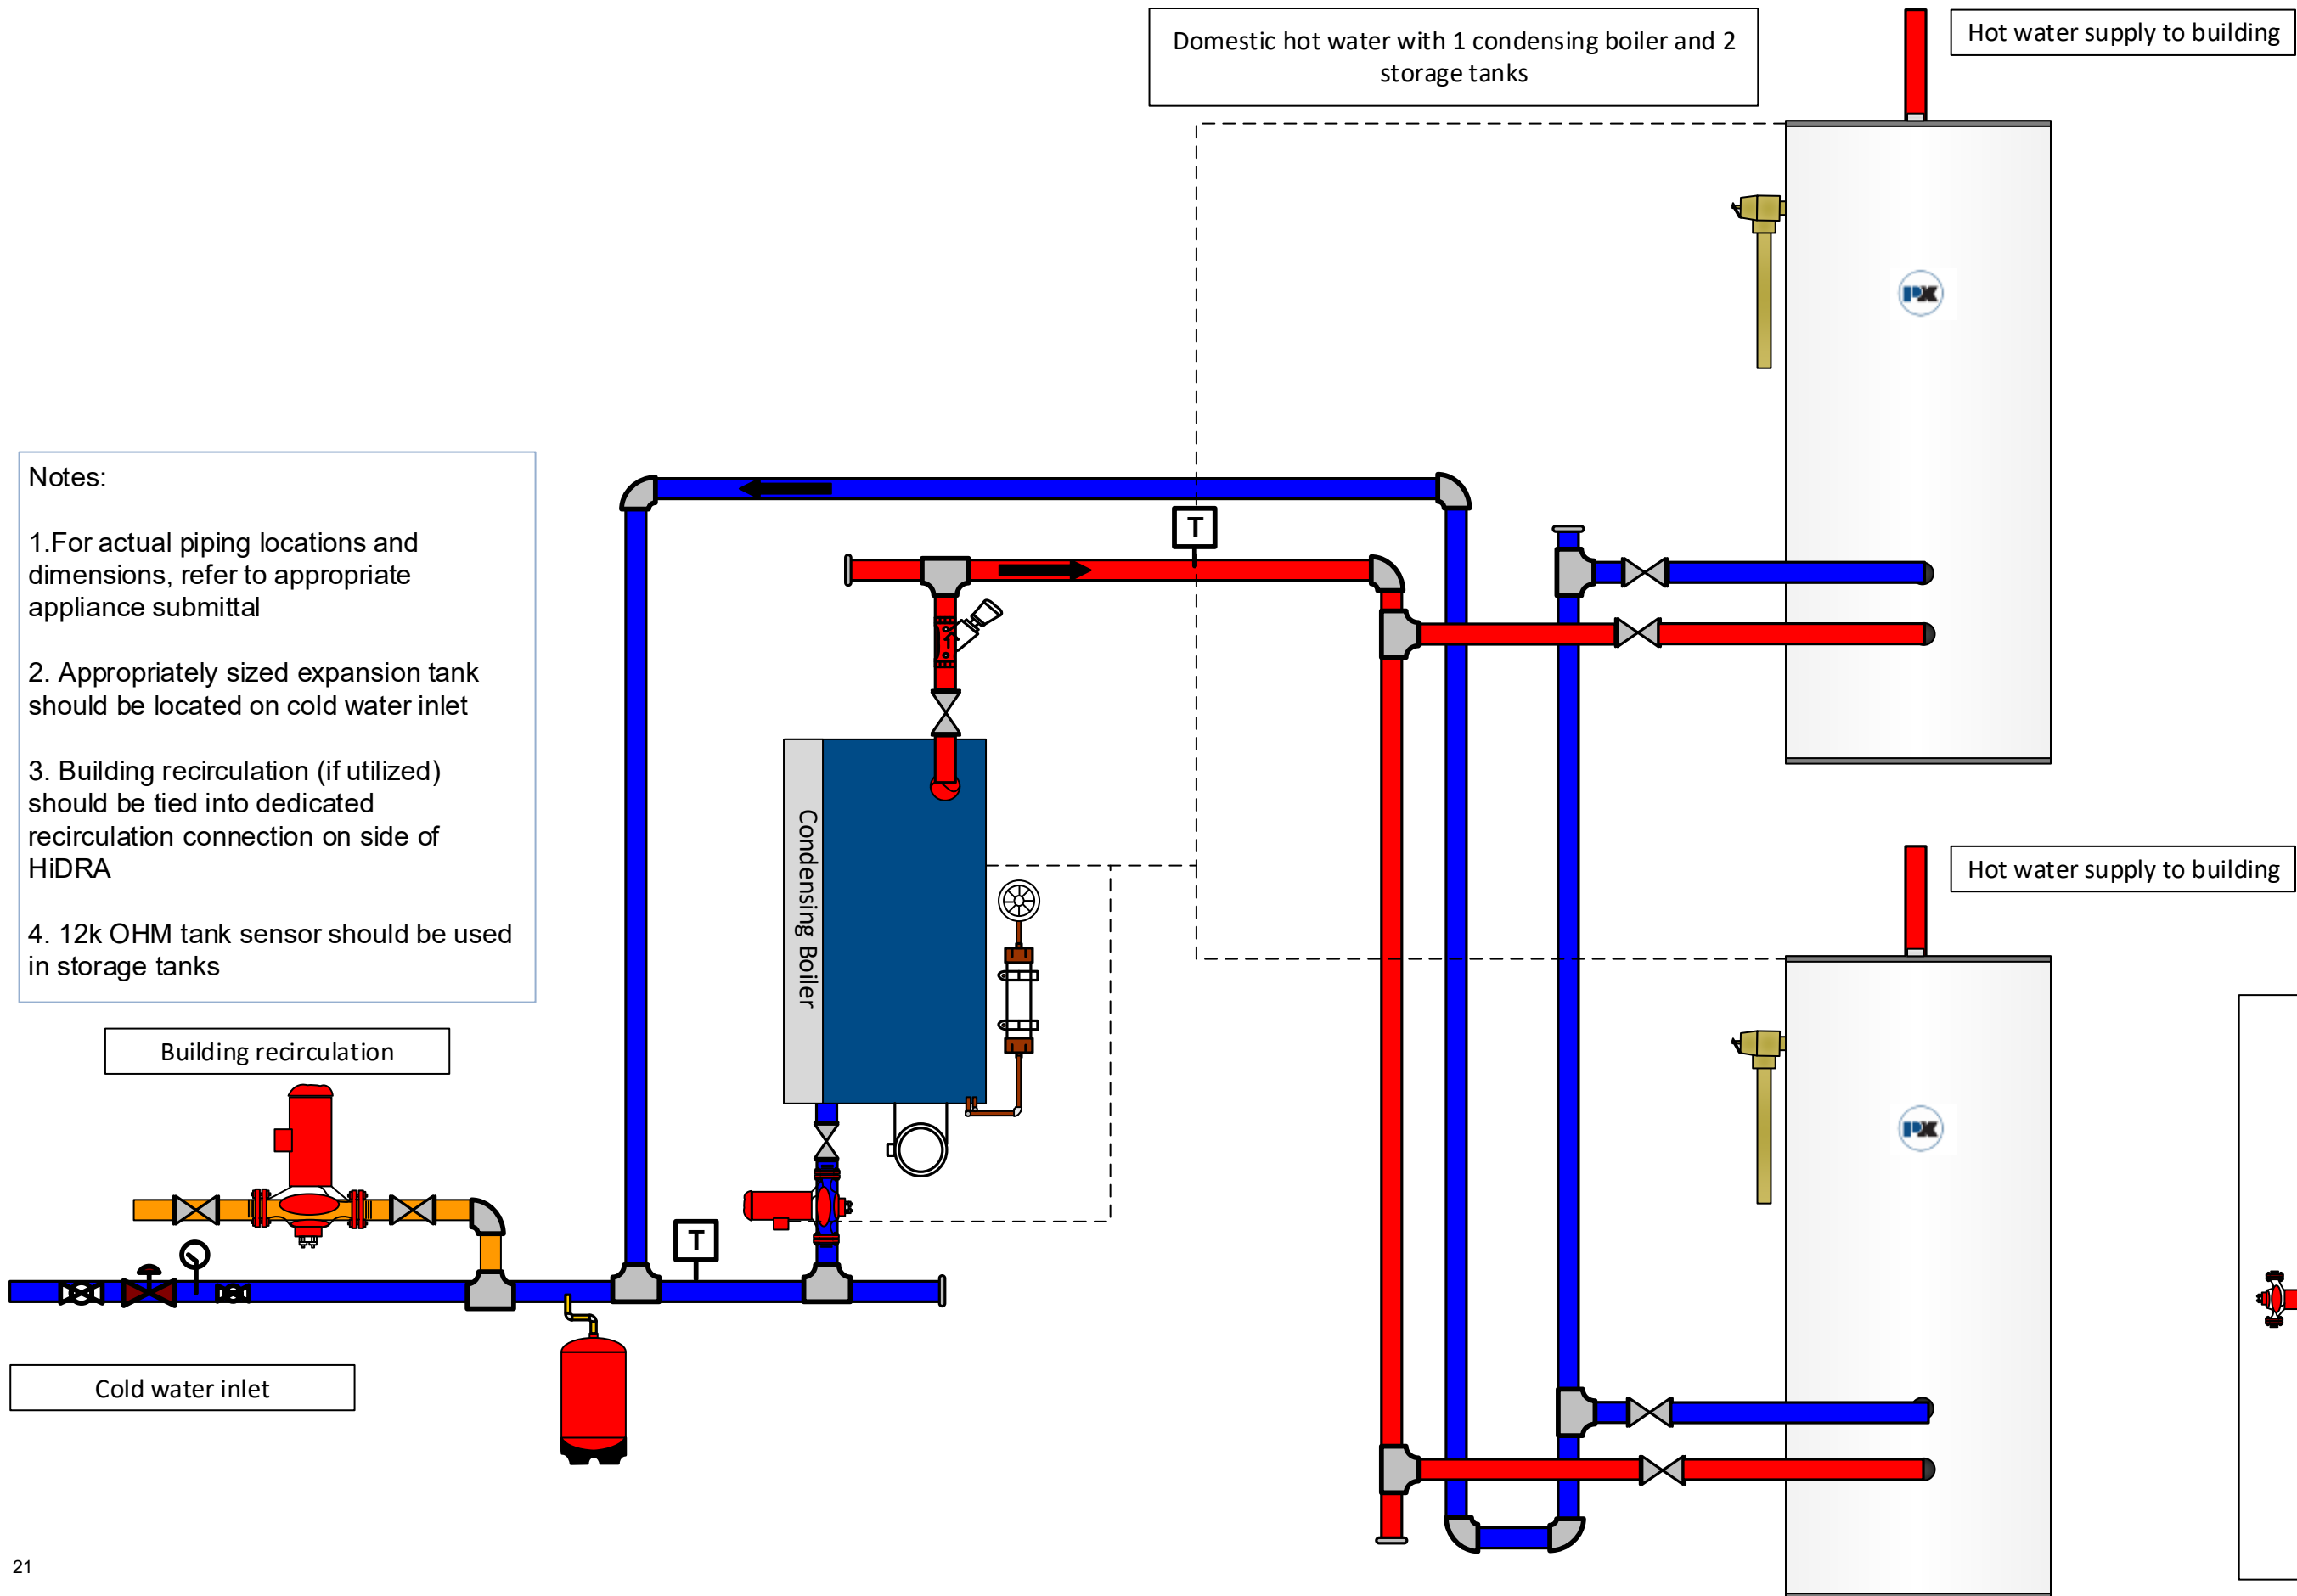 Domestic hot water with 1 condensing boiler and 2
storage tanks
Hot water supply to building
PK
Notes:
1.For actual piping locations and
dimensions, refer to appropriate
appliance submittal
2. Appropriately sized expansion tank
should be located on cold water inlet
3. Building recirculation (if utilized)
should be tied into dedicated
recirculation connection on side of
HiDRA
4. 12k OHM tank sensor should be used
in storage tanks
T
Condensing Boiler
Hot water supply to building
PK
Building recirculation
T
Cold water inlet
21